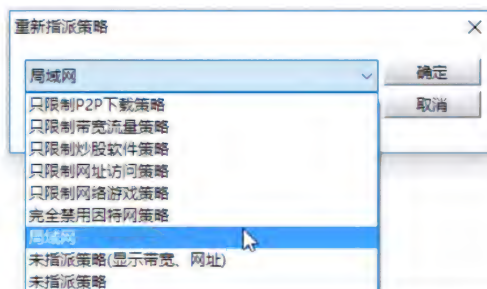 重新指派策略
局域网
确定
取消
只限制P2P下载策略
只限制带宽流量策略
只限制炒股软件策略
只限制网址访问策略
只限制网络游戏策略
完全禁用因特网策略
局域网
未指派策略(显示带宽、网址)
未指派策略